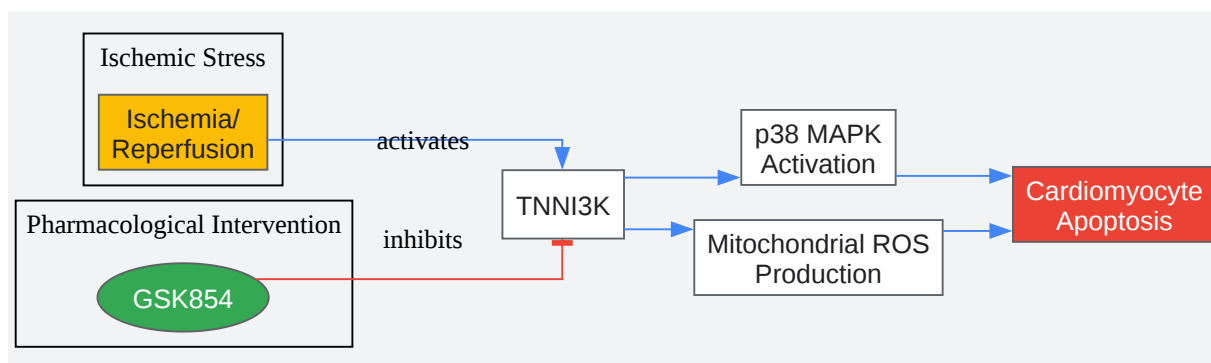 Ischemic Stress
Ischemia/
Reperfusion
activates
Pharmacological Intervention
GSK854
inhibits
TNNI3K
p38 MAPK
Activation
Mitochondrial ROS
Production
Cardiomyocyte
Apoptosis